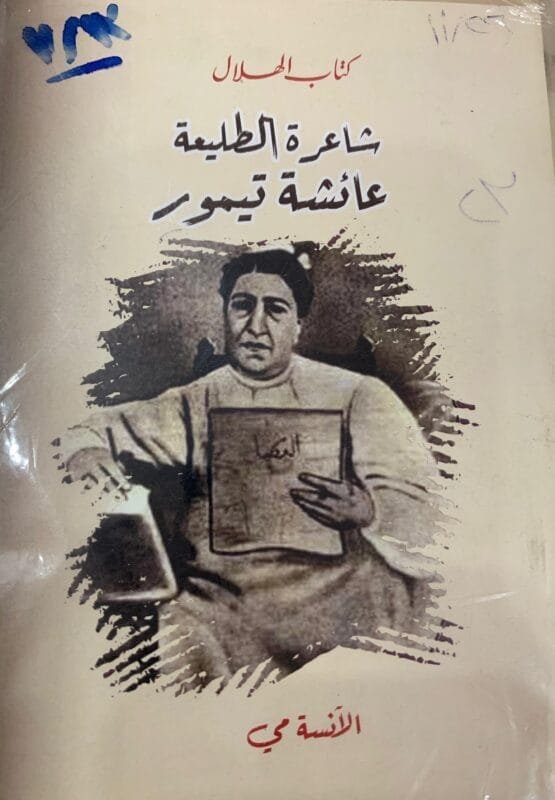 كتاب الهلال
شاعرة الطليعة
عائشة تيمور
الآنسة مي